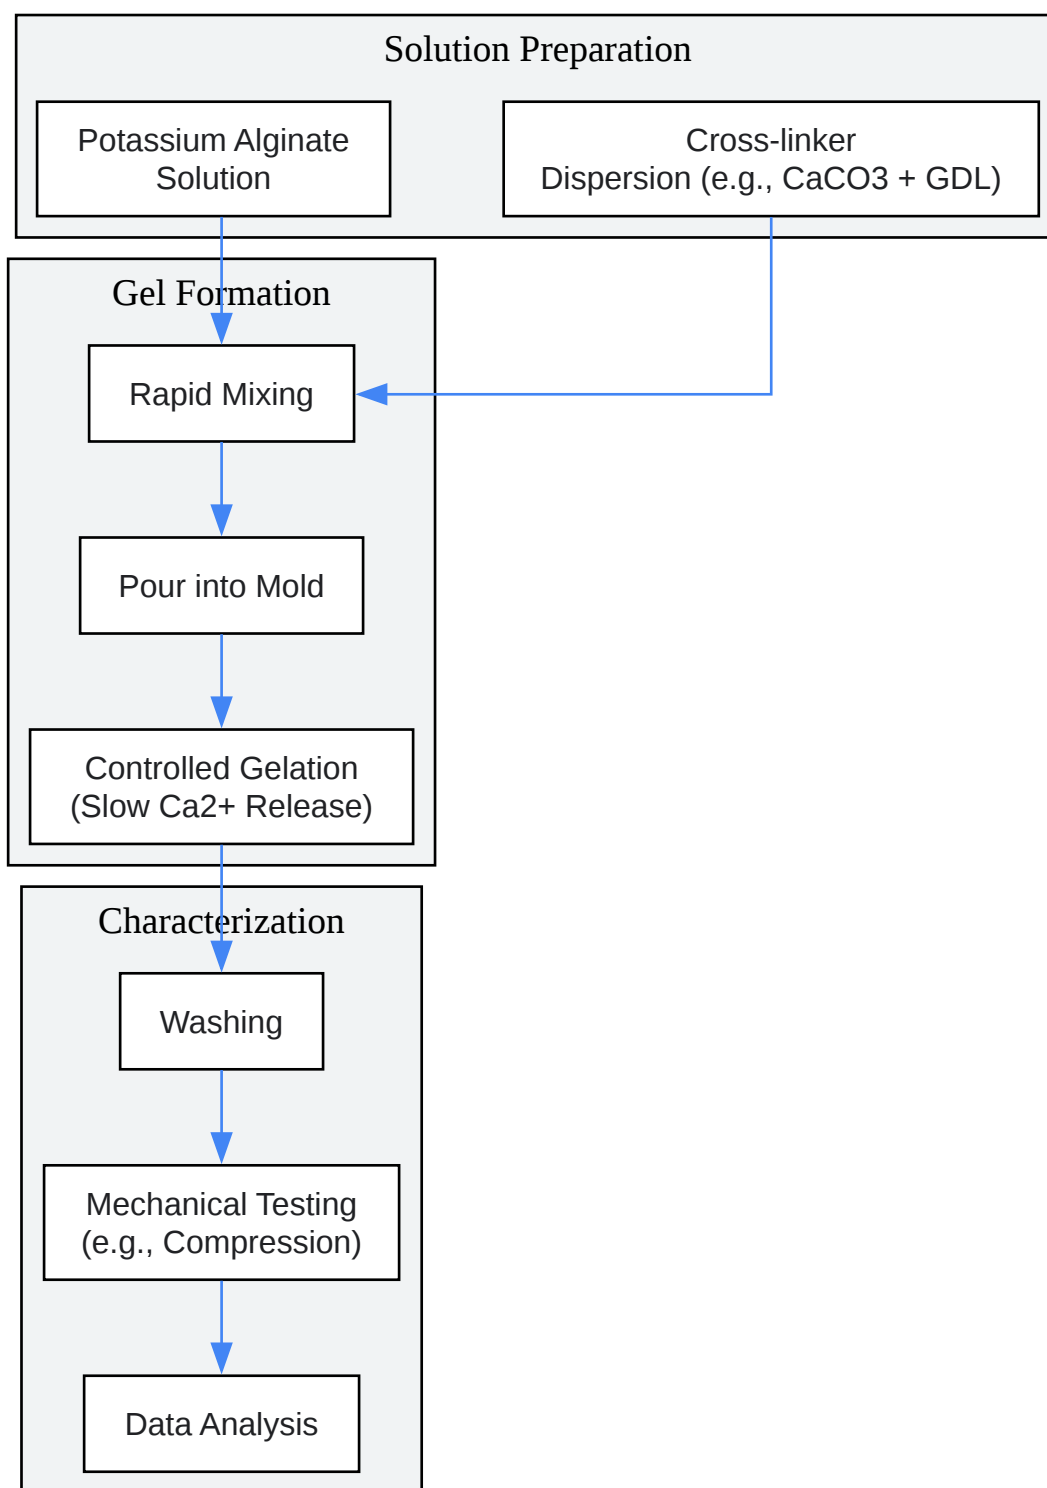 Solution Preparation
Potassium Alginate
Solution
Cross-linker
Dispersion (e.g., CaCO3 + GDL)
Gel Formation
Rapid Mixing
Pour into Mold
Controlled Gelation
(Slow Ca2+ Release)
Characterization
Washing
Mechanical Testing
(e.g., Compression)
Data Analysis